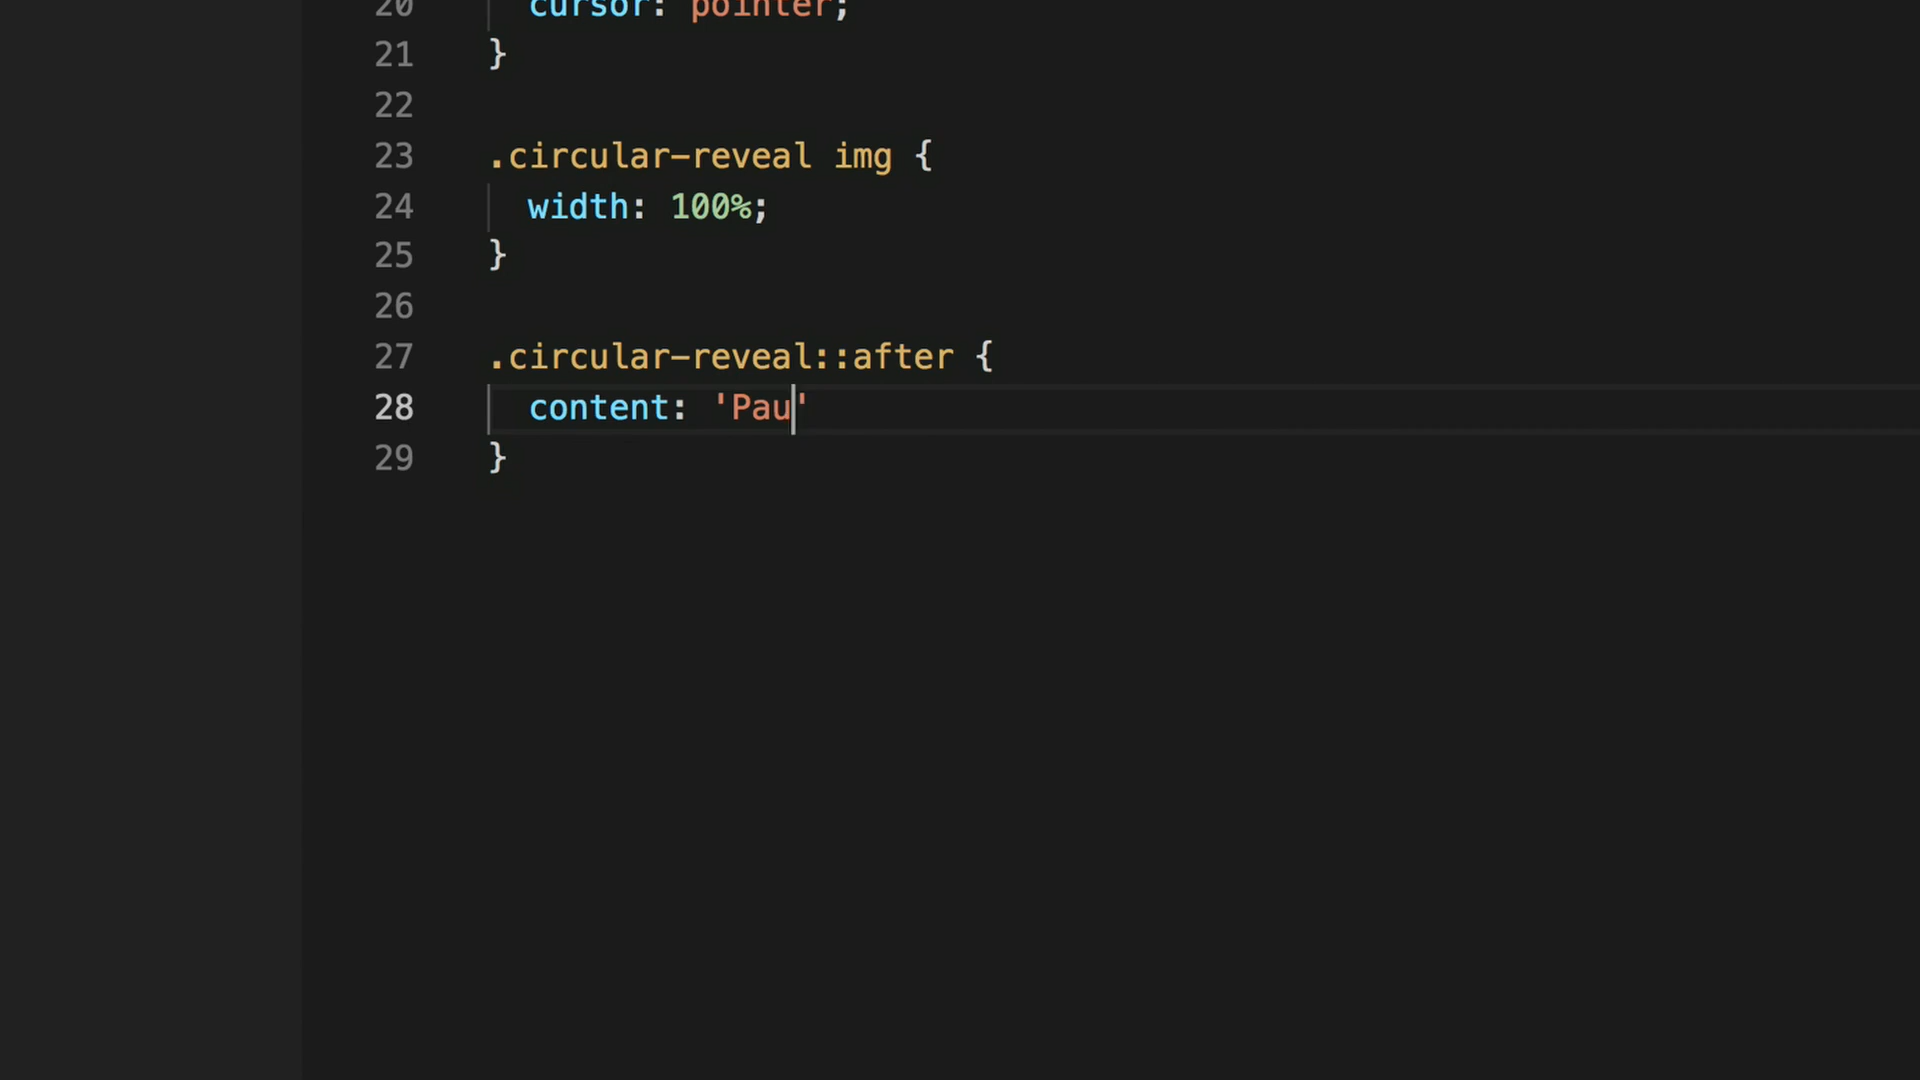 20 cursor: pointer;
21 }
22
23 .circular-reveal img {
24 width: 100%;
25 }
26
27 .circular-reveal::after {
28 content: 'Pau'
29 }